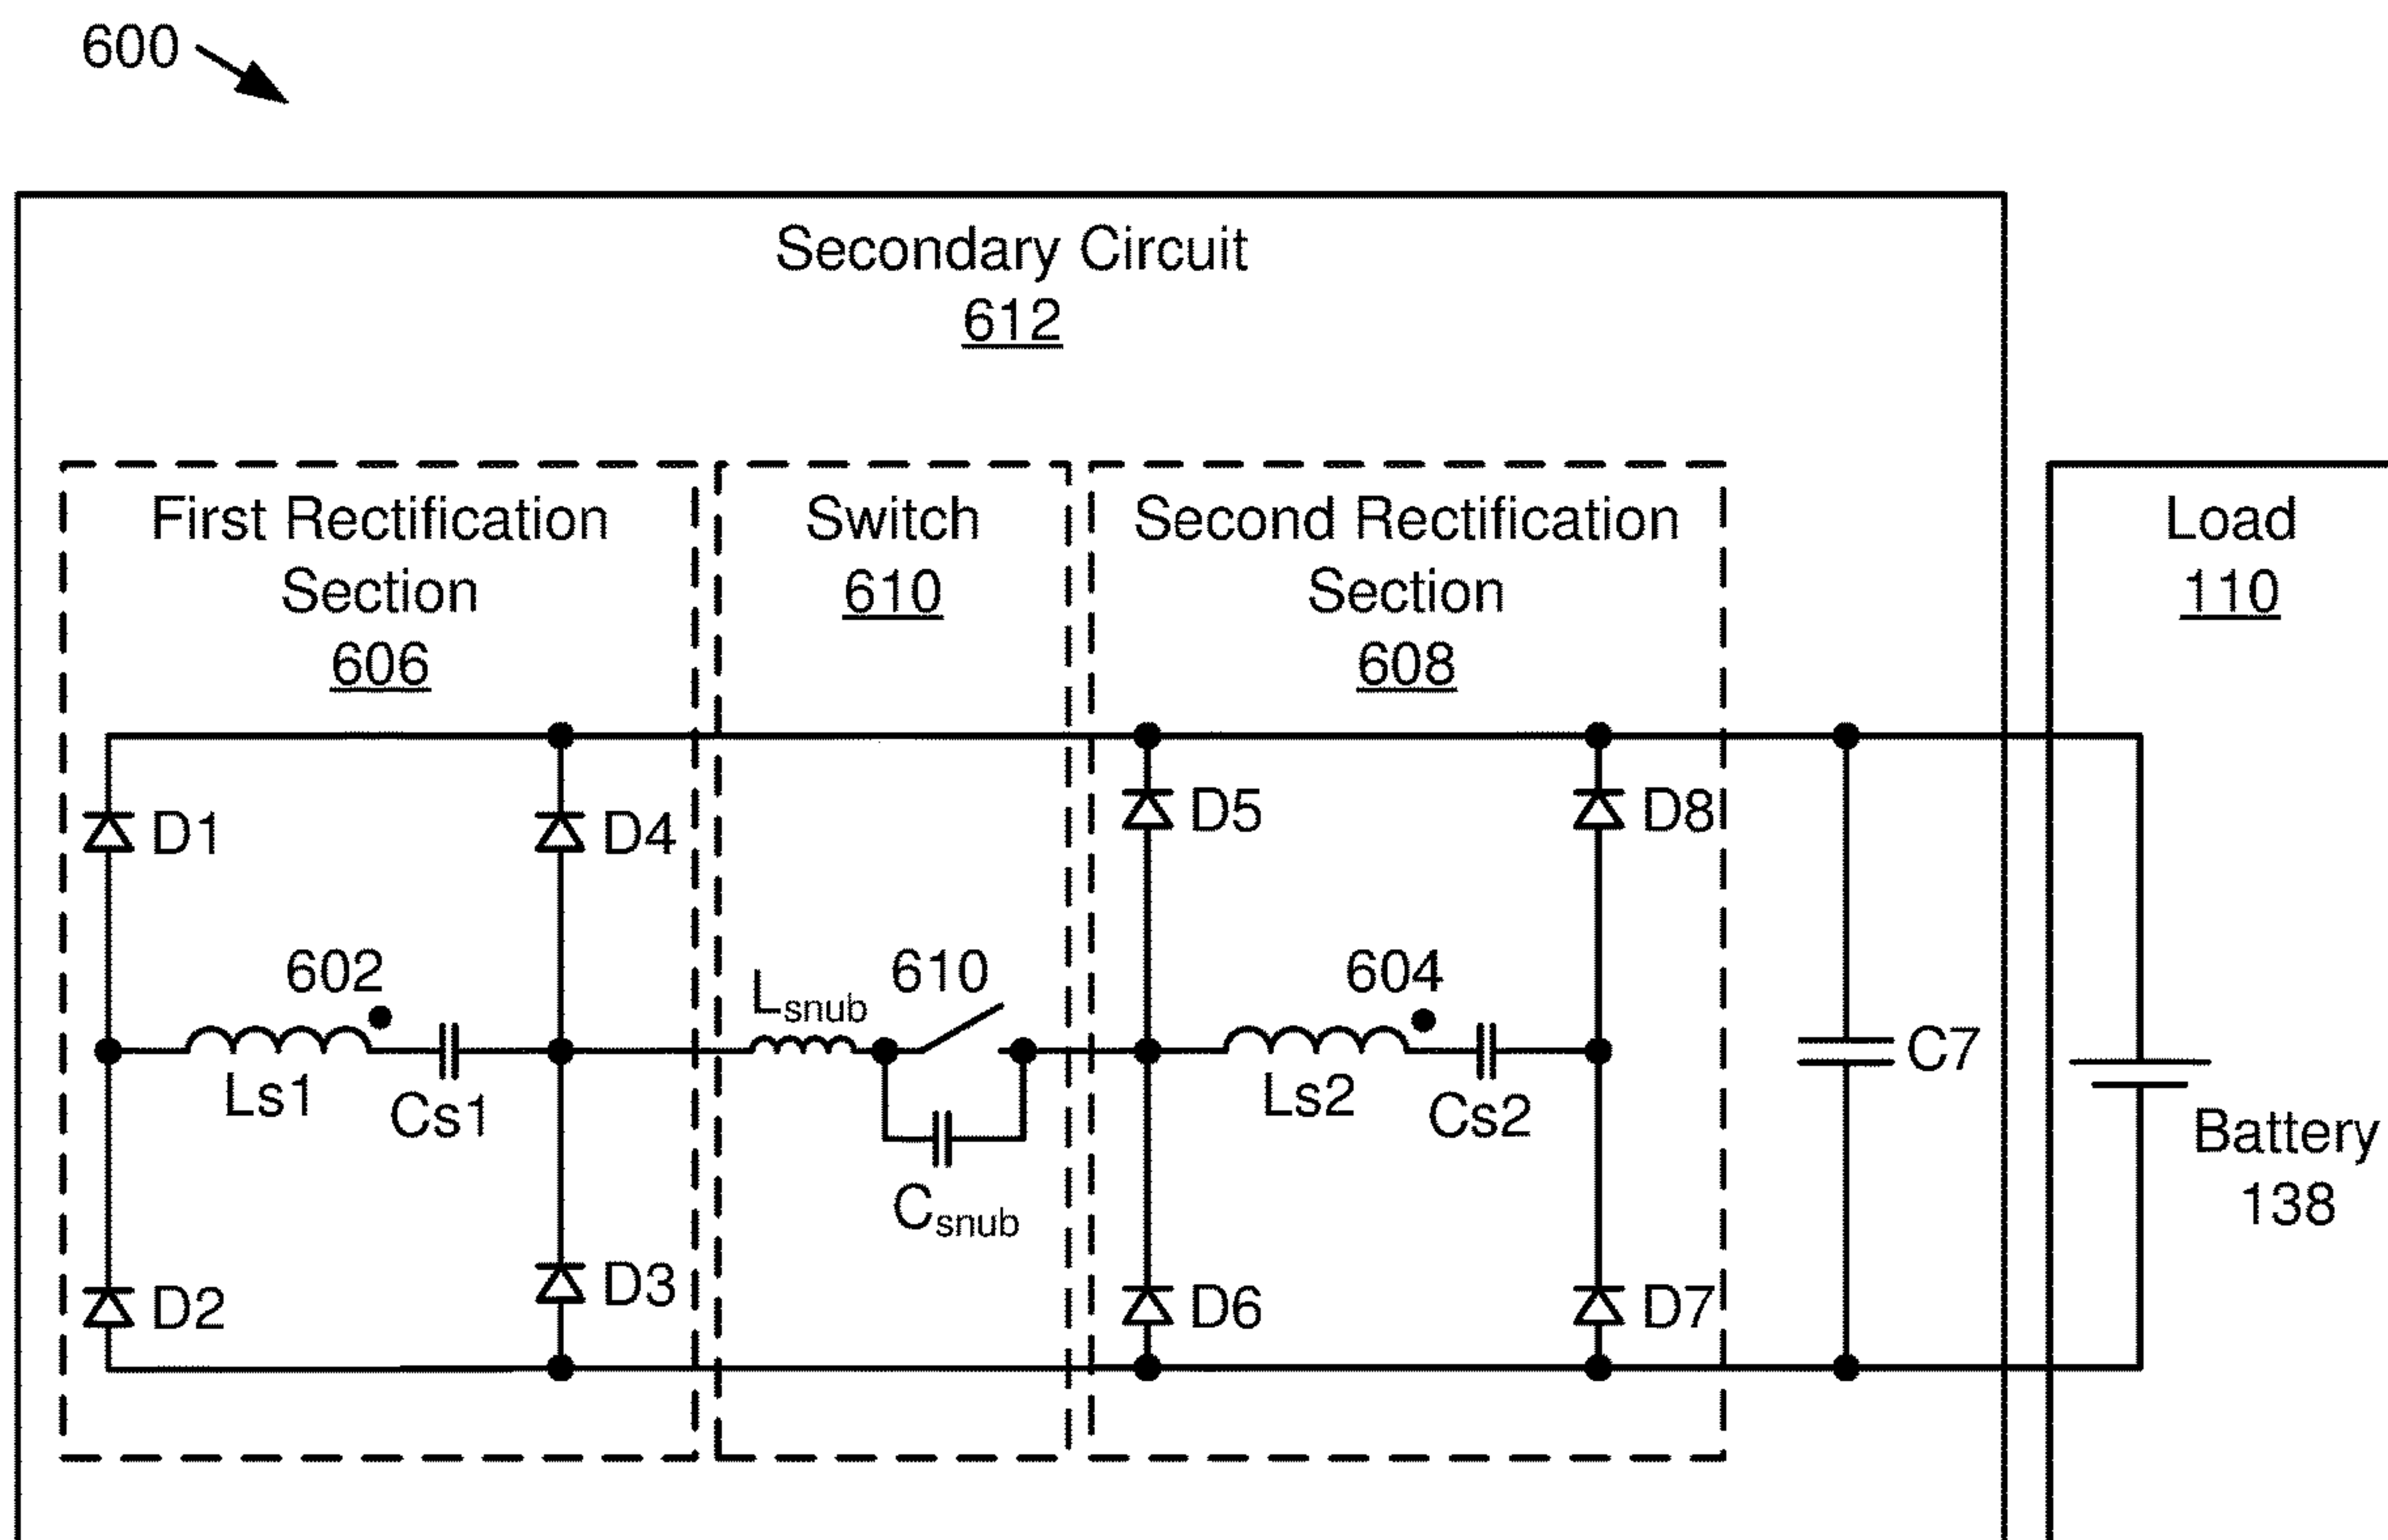 600
Secondary Circuit
612
First Rectification
Section
606
Switch
610
Second Rectification
Section
608
Load
110
D1
D4
D5
D8
602
Ls1
Cs1
Lsnub
610
Csnub
604
Ls2
Cs2
C7
Battery
138
D2
D3
D6
D7